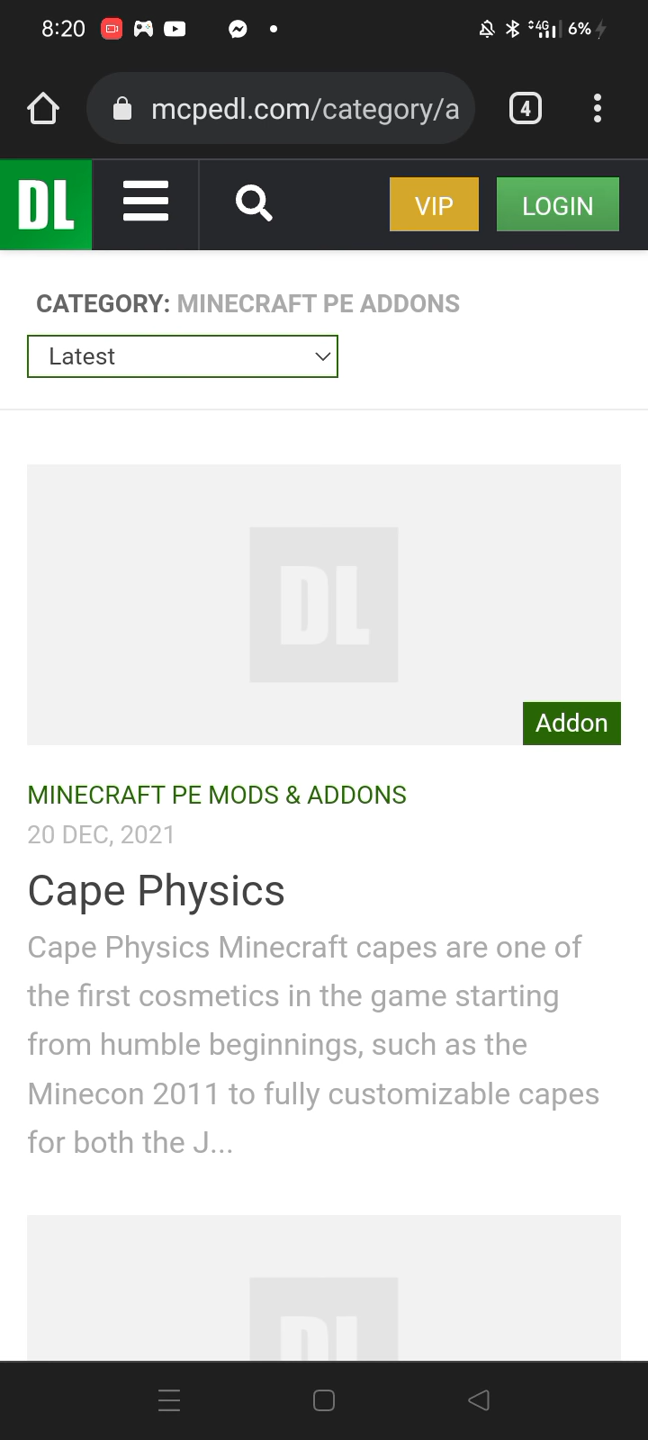 8:20
4G
6%
mcpedl.com/category/a
4
DL
VIP
LOGIN
CATEGORY: MINECRAFT PE ADDONS
Latest
DL
Addon
MINECRAFT PE MODS & ADDONS
20 DEC, 2021
Cape Physics
Cape Physics Minecraft capes are one of
the first cosmetics in the game starting
from humble beginnings, such as the
Minecon 2011 to fully customizable capes
for both the J...
DL